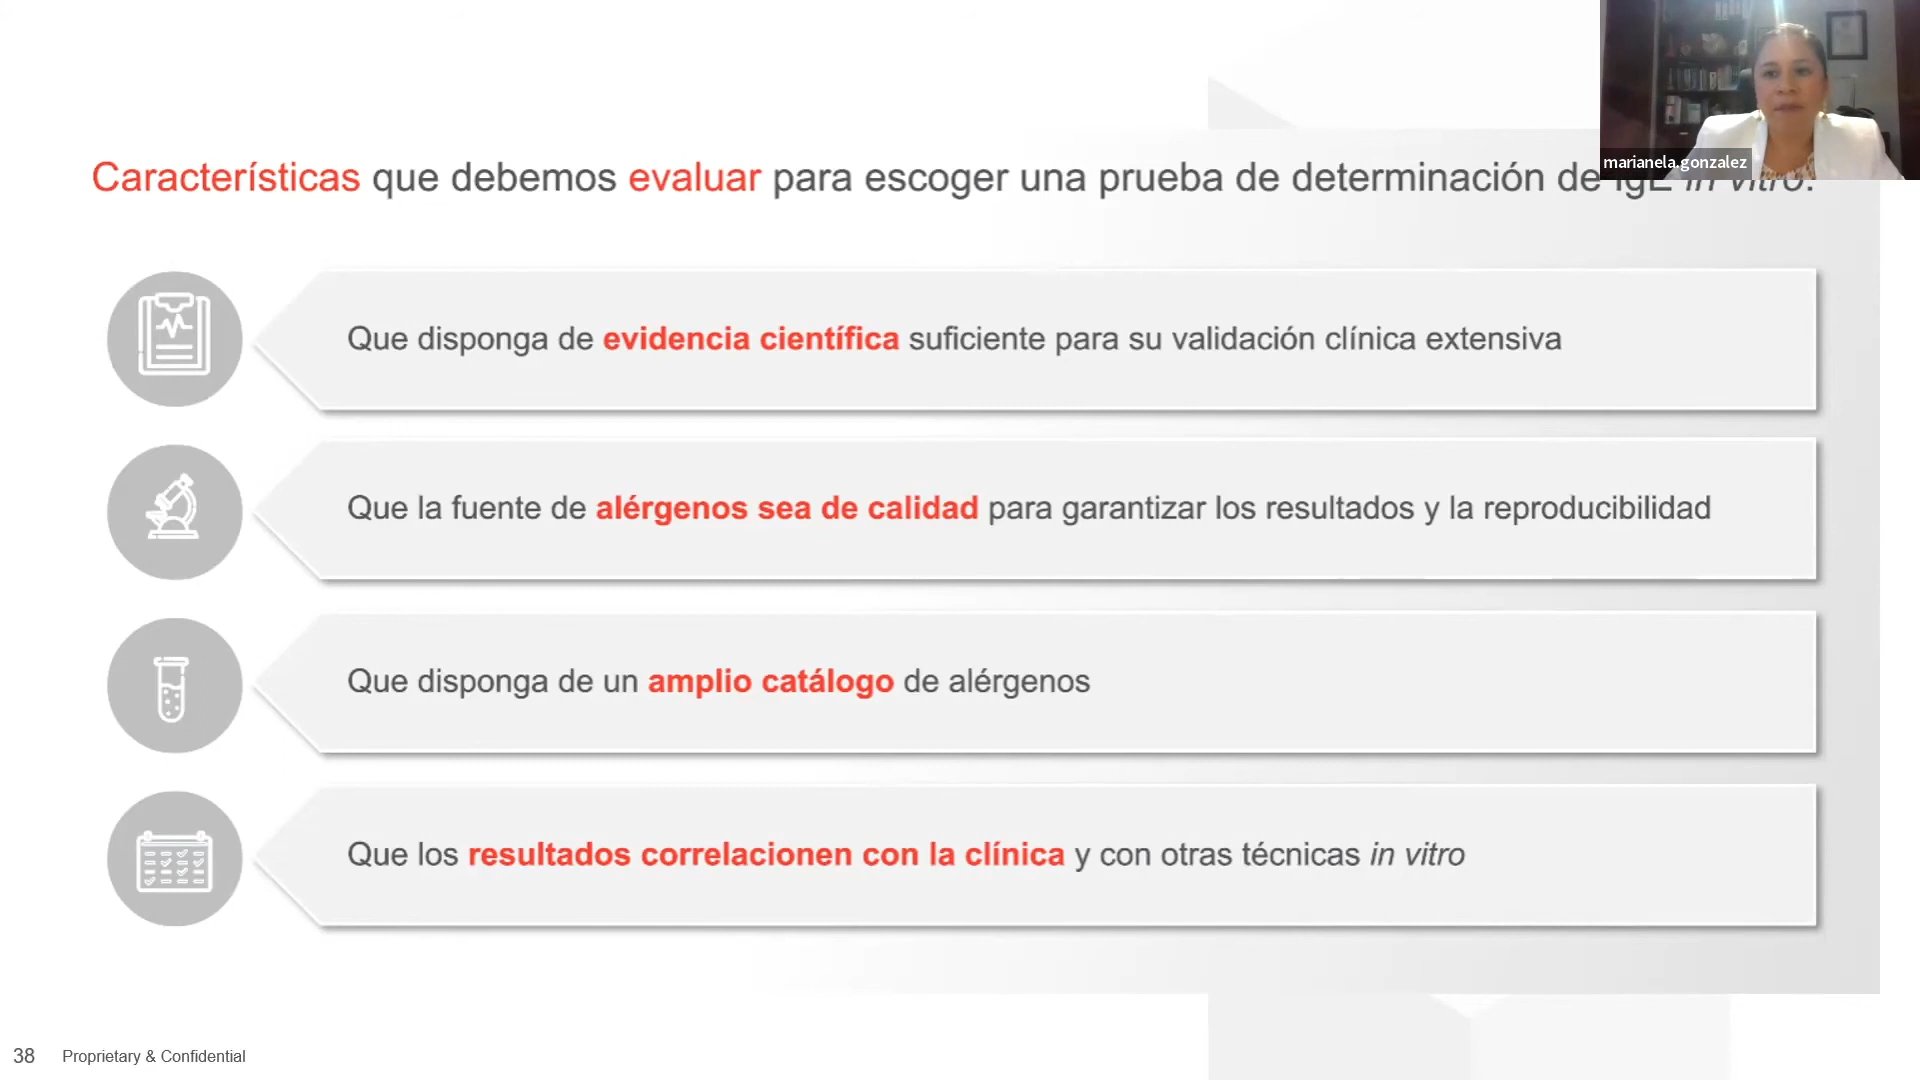 marianela.gonzalez
Características que debemos evaluar para escoger una prueba de determinación de IgE in vitro.
Que disponga de evidencia científica suficiente para su validación clínica extensiva
Que la fuente de alérgenos sea de calidad para garantizar los resultados y la reproducibilidad
Que disponga de un amplio catálogo de alérgenos
Que los resultados correlacionen con la clínica y con otras técnicas in vitro
38 Proprietary & Confidential